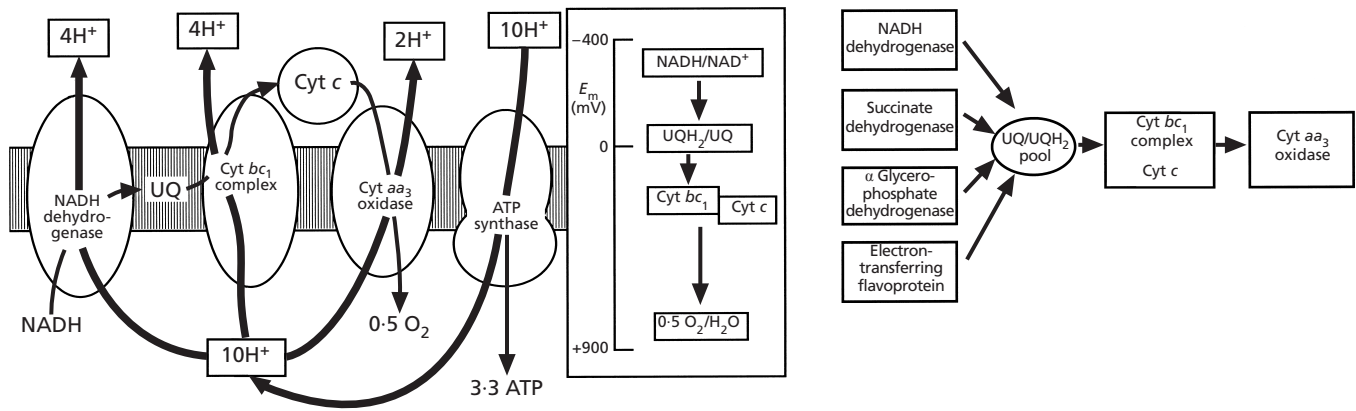 4H⁺
4H⁺
2H⁺
10H⁺
Cyt c
NADH
dehydro-
genase
UQ
Cyt bc₁
complex
Cyt aa₃
oxidase
ATP
synthase
NADH
10H⁺
0·5 O₂
3·3 ATP
−400
Eₘ
(mV)
0
+900
NADH/NAD⁺
UQH₂/UQ
Cyt bc₁
Cyt c
0·5 O₂/H₂O
NADH
dehydrogenase
Succinate
dehydrogenase
α Glycero-
phosphate
dehydrogenase
Electron-
transferring
flavoprotein
UQ/UQH₂
pool
Cyt bc₁
complex
Cyt c
Cyt aa₃
oxidase